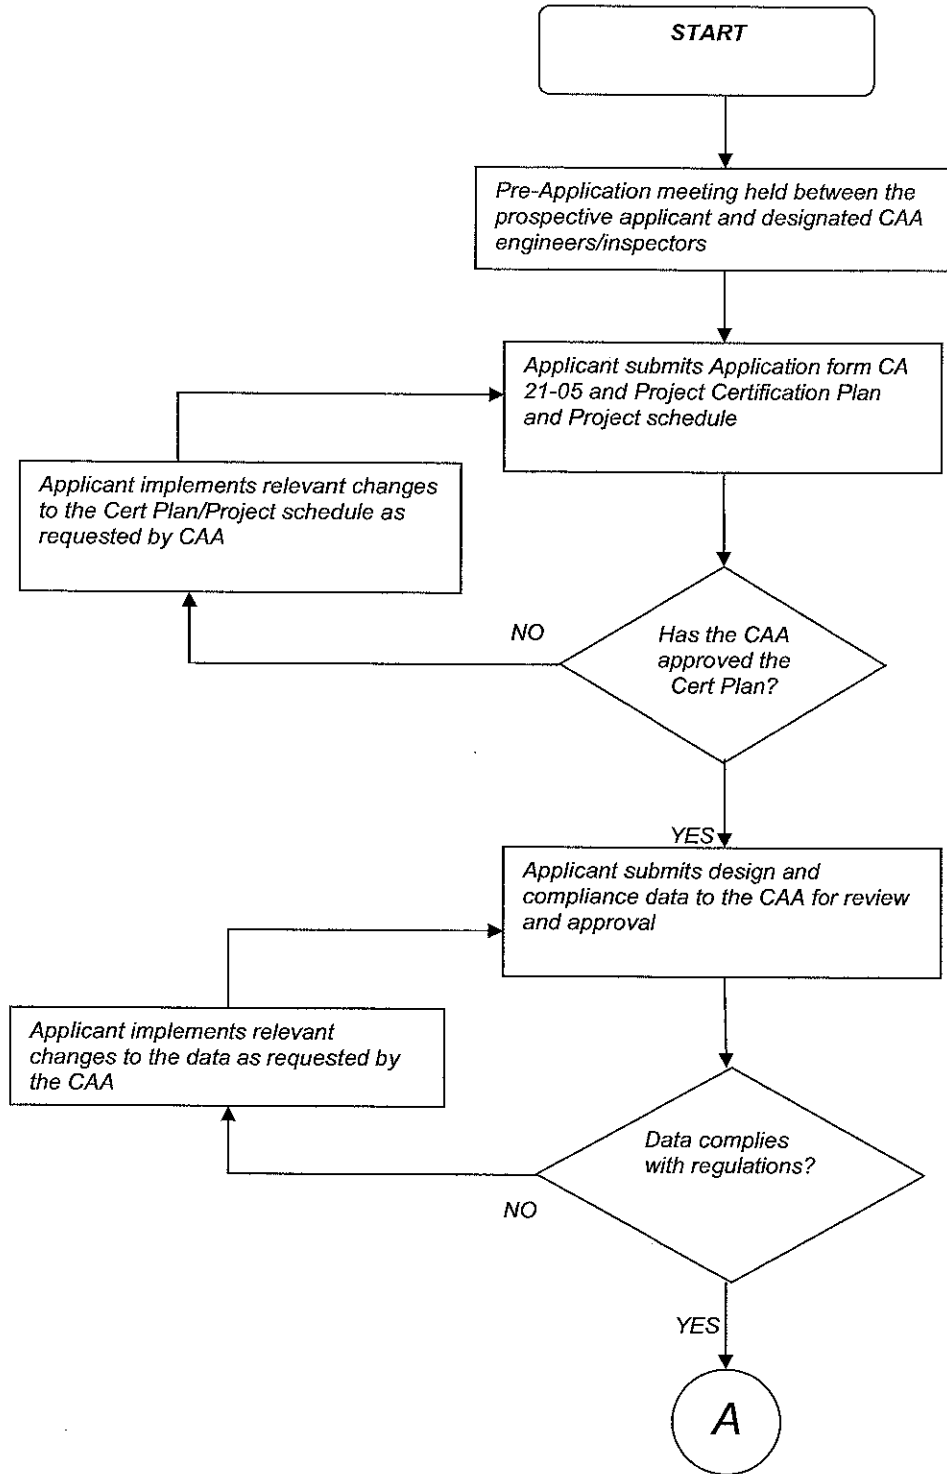 START
Pre-Application meeting held between the
prospective applicant and designated CAA
engineers/inspectors
Applicant submits Application form CA
21-05 and Project Certification Plan
and Project schedule
Applicant implements relevant changes
to the Cert Plan/Project schedule as
requested by CAA
NO
Has the CAA
approved the
Cert Plan?
YES
Applicant submits design and
compliance data to the CAA for review
and approval
Applicant implements relevant
changes to the data as requested by
the CAA
Data complies
with regulations?
NO
YES
A